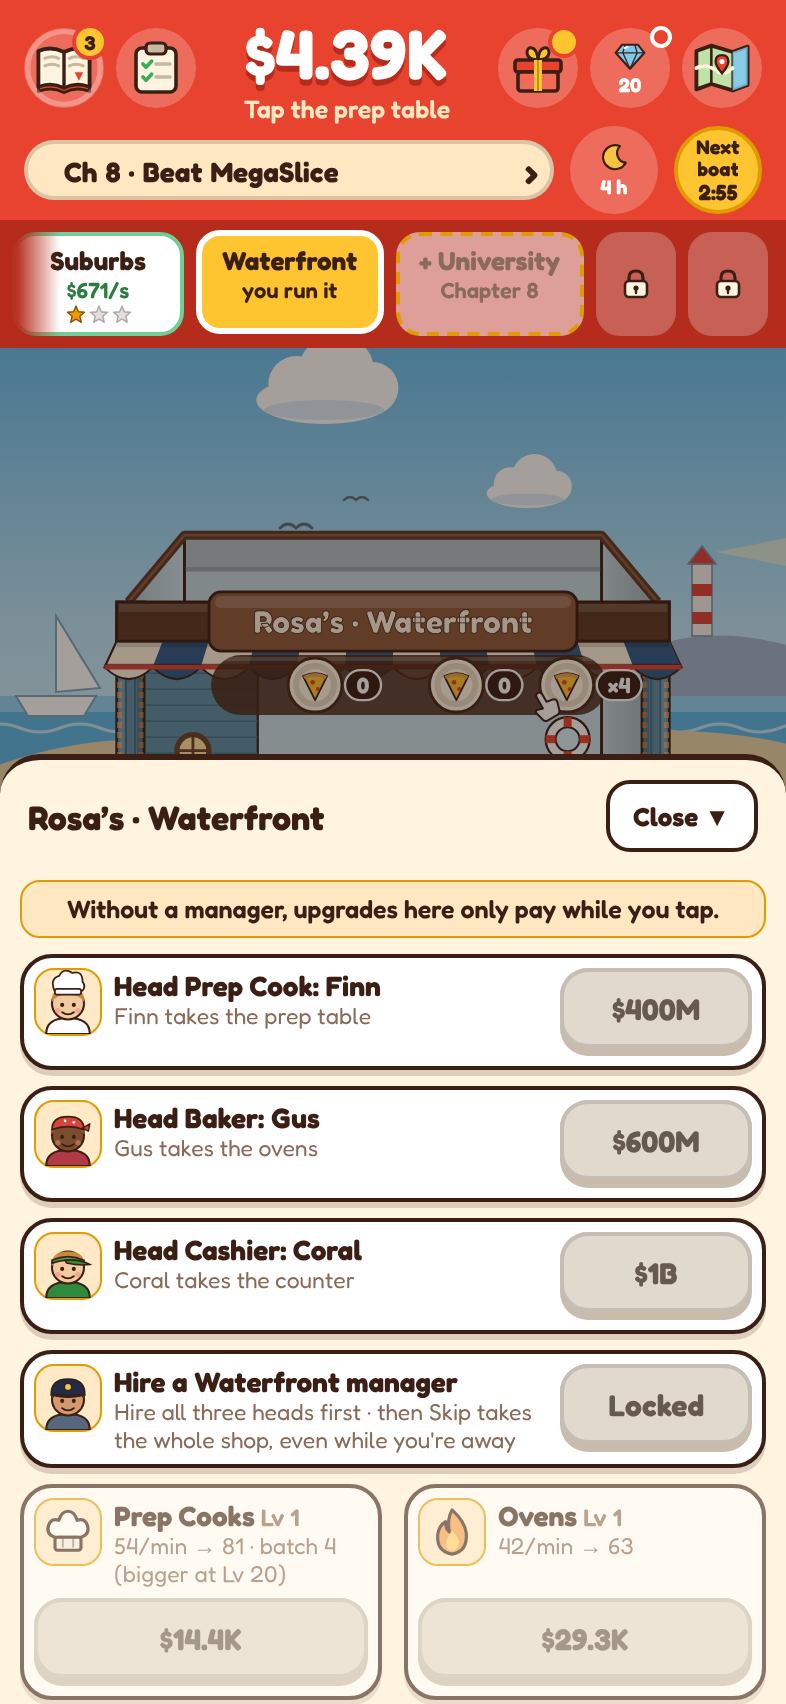 3
$4.39K
Tap the prep table
20
Ch 8 · Beat MegaSlice ›
4 h
Next
boat
2:55
Suburbs
$671/s
Waterfront
you run it
+ University
Chapter 8
Rosa's · Waterfront
0
0
x4
Rosa's · Waterfront
Close ▼
Without a manager, upgrades here only pay while you tap.
Head Prep Cook: Finn
Finn takes the prep table
$400M
Head Baker: Gus
Gus takes the ovens
$600M
Head Cashier: Coral
Coral takes the counter
$1B
Hire a Waterfront manager
Hire all three heads first · then Skip takes
the whole shop, even while you're away
Locked
Prep Cooks Lv 1
54/min → 81 · batch 4
(bigger at Lv 20)
$14.4K
Ovens Lv 1
42/min → 63
$29.3K